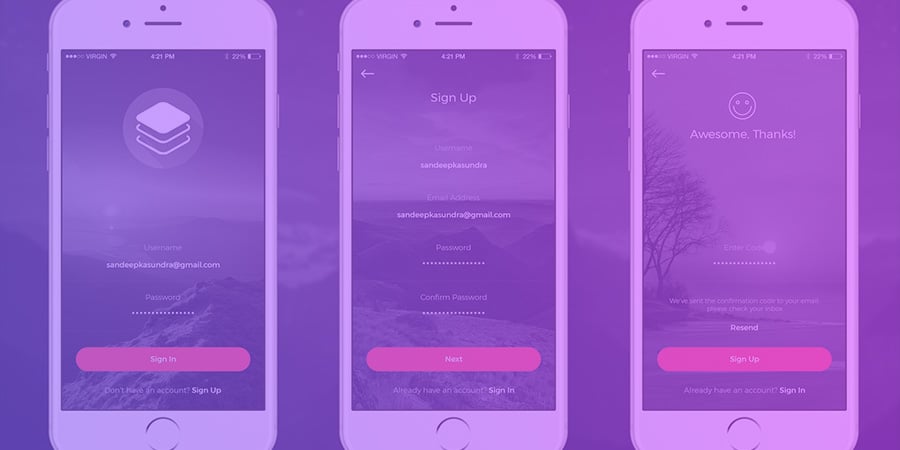 VIRGIN 4:21 PM 22%
Username
sandeepkasundra@gmail.com
Password
Sign In
Don't have an account? Sign Up
VIRGIN 4:21 PM 22%
Sign Up
Username
sandeepkasundra
Email Address
sandeepkasundra@gmail.com
Password
Confirm Password
Next
Already have an account? Sign In
VIRGIN 4:21 PM 22%
Awesome, Thanks!
Enter Code
We've sent the confirmation code to your email
please check your inbox
Resend
Sign Up
Already have an account? Sign In